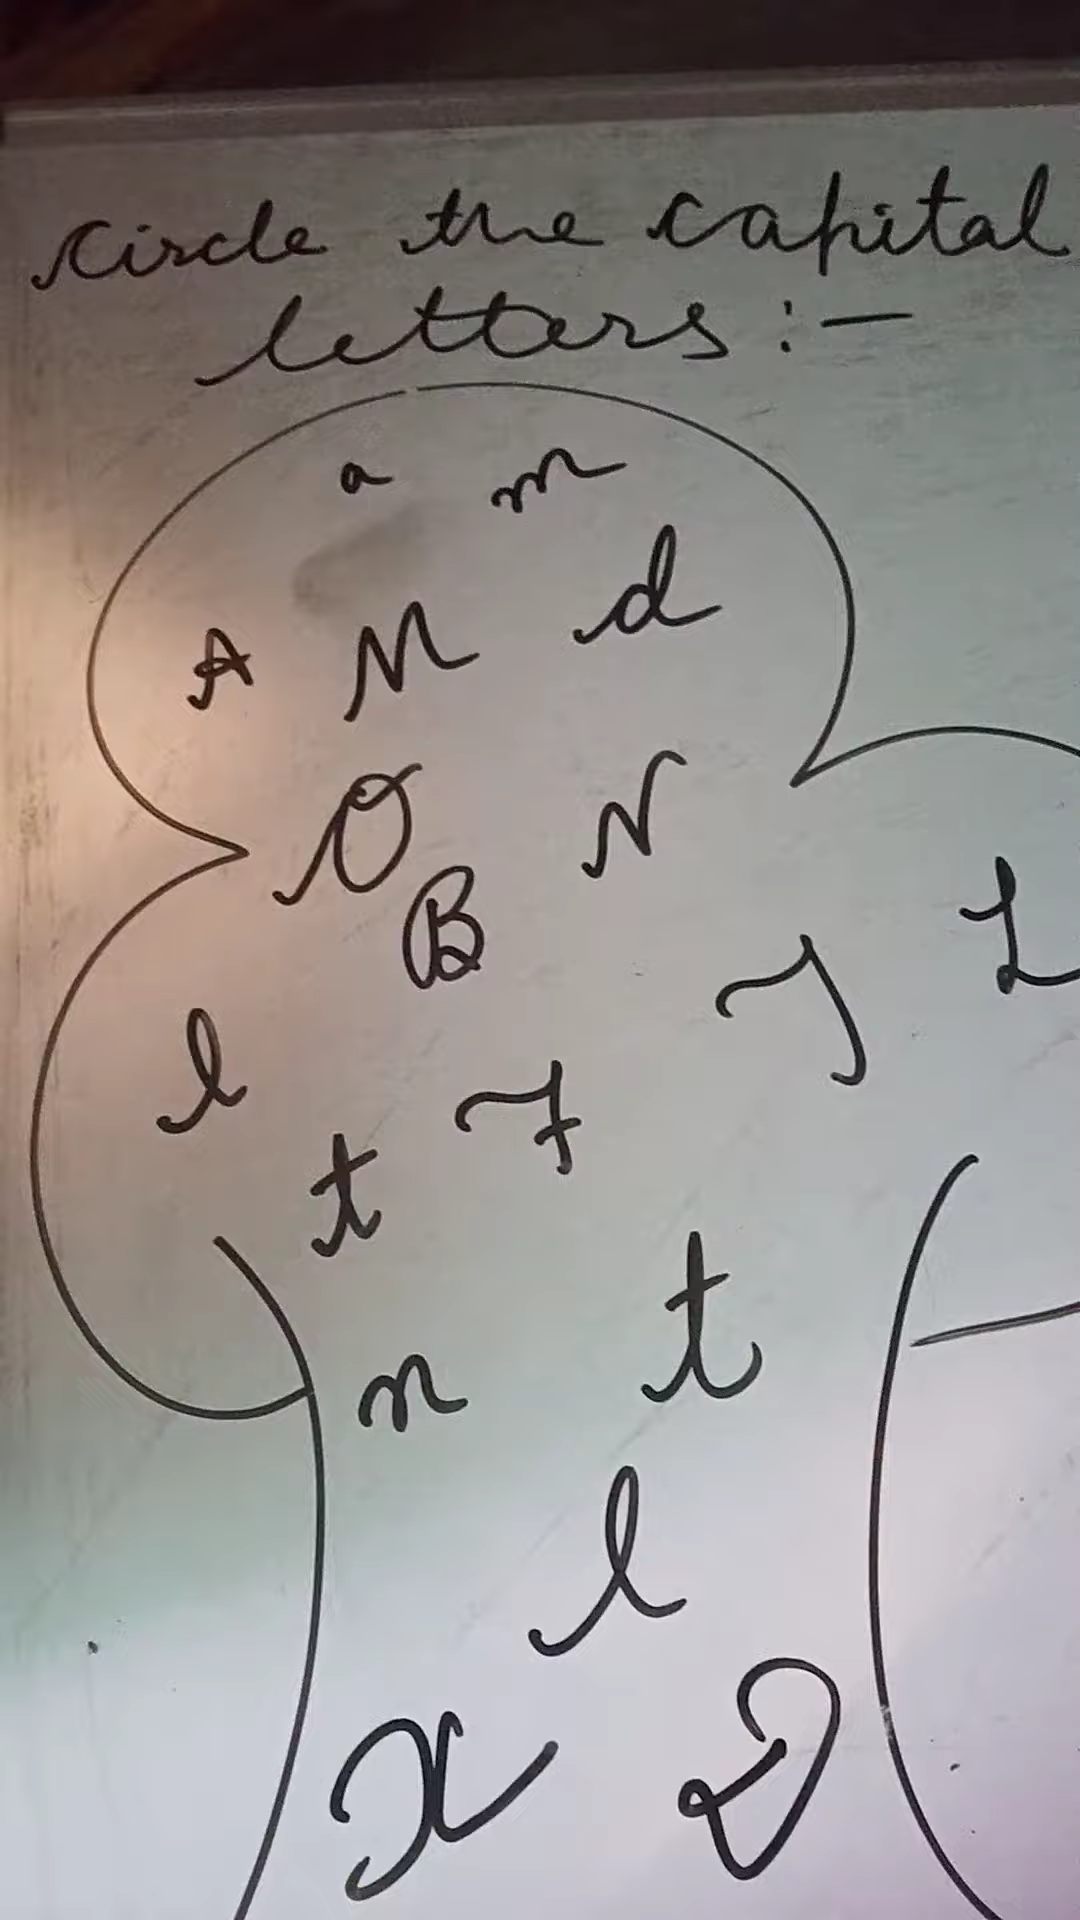 Circle the capital
letters :-
a m
A M d
O N
B L
l F J
t
n t
l
X D